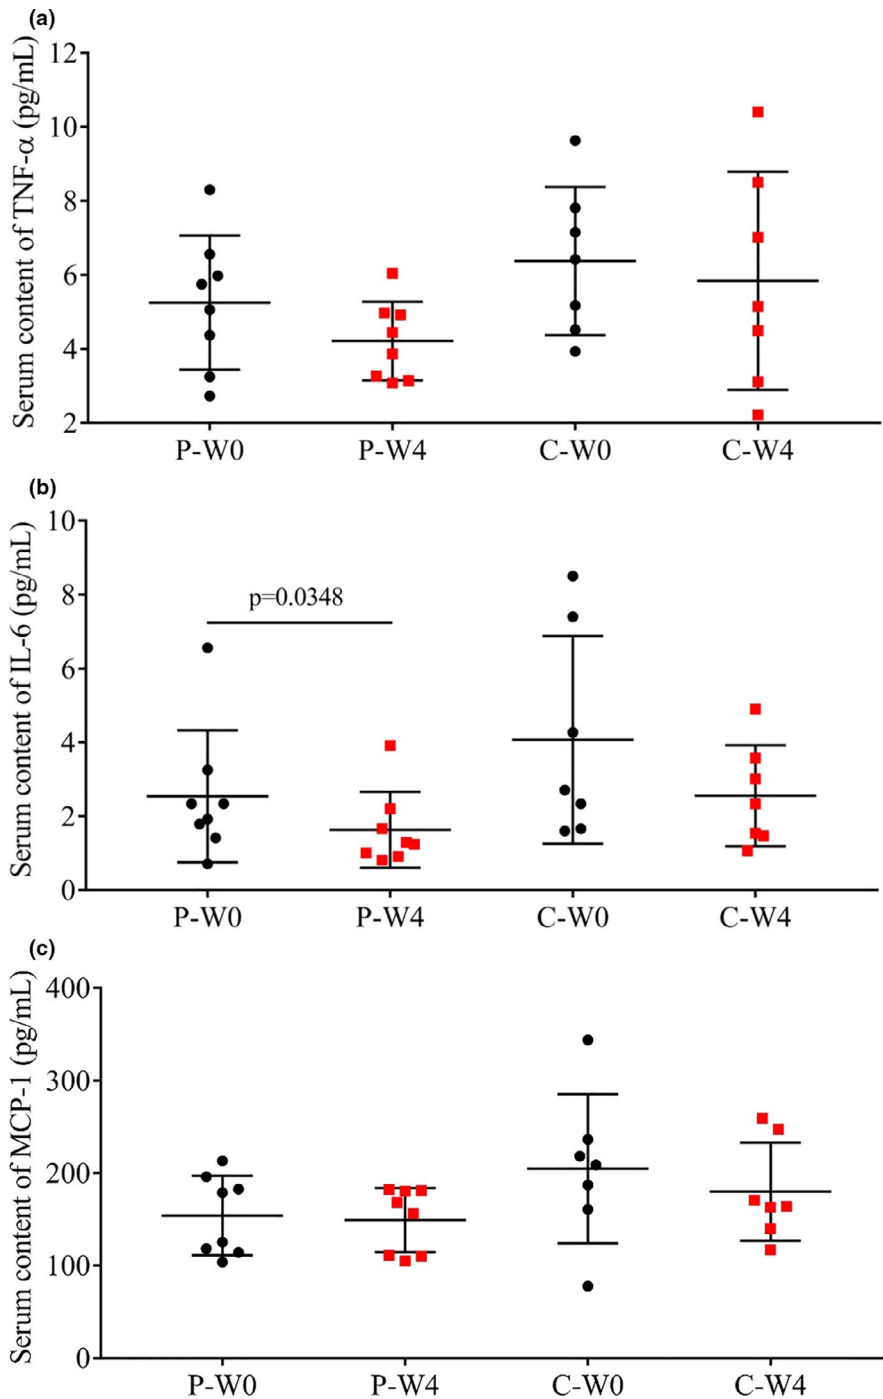 (a)
Serum content of TNF-α (pg/mL)
12
10
8
6
4
2
P-W0 P-W4 C-W0 C-W4
(b)
Serum content of IL-6 (pg/mL)
10
8
p=0.0348
6
4
2
0
P-W0 P-W4 C-W0 C-W4
(c)
Serum content of MCP-1 (pg/mL)
400
300
200
100
0
P-W0 P-W4 C-W0 C-W4